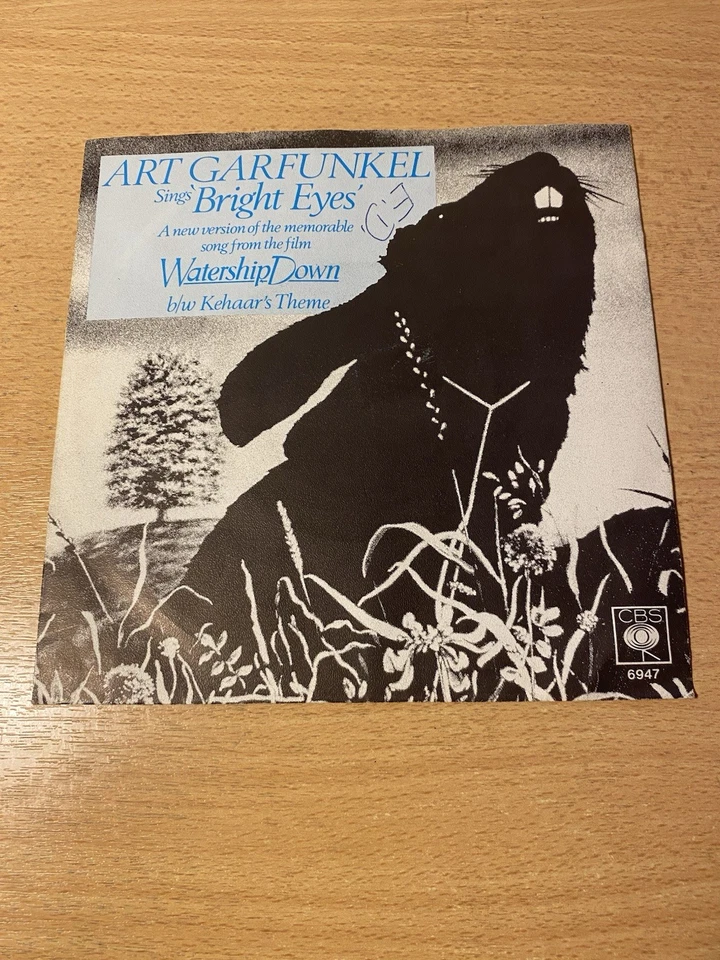 ART GARFUNKEL
Sings 'Bright Eyes'
A new version of the memorable
song from the film
Watership Down
b/w Kehaar's Theme
CBS
6947